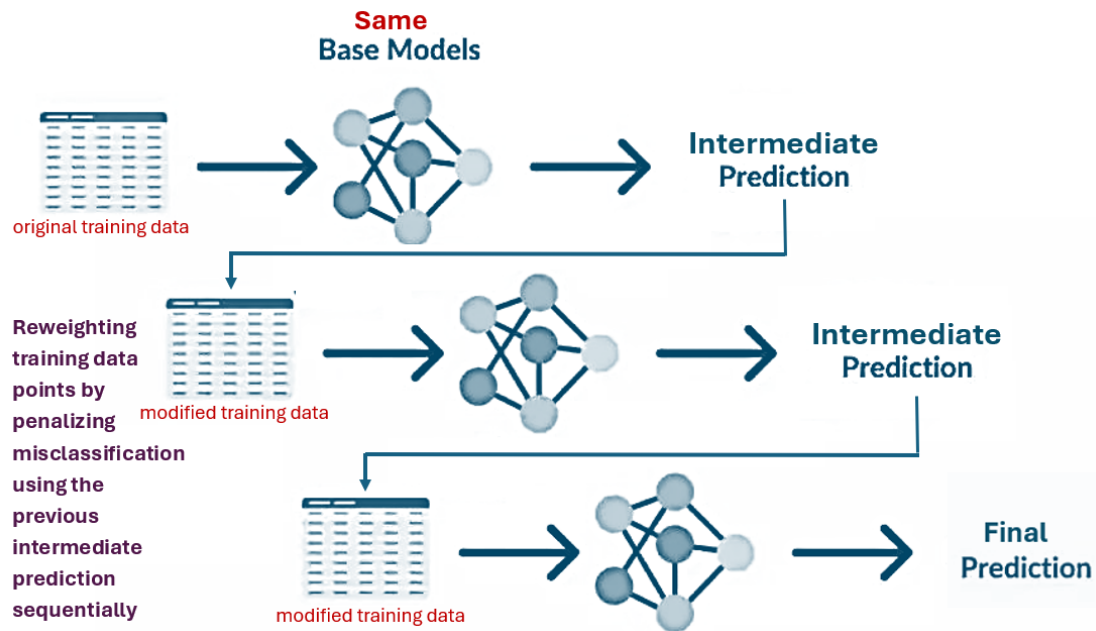 Same
Base Models
Intermediate
Prediction
original training data
Reweighting
training data
points by
penalizing
misclassification
using the
previous
intermediate
prediction
sequentially
modified training data
Intermediate
Prediction
modified training data
Final
Prediction